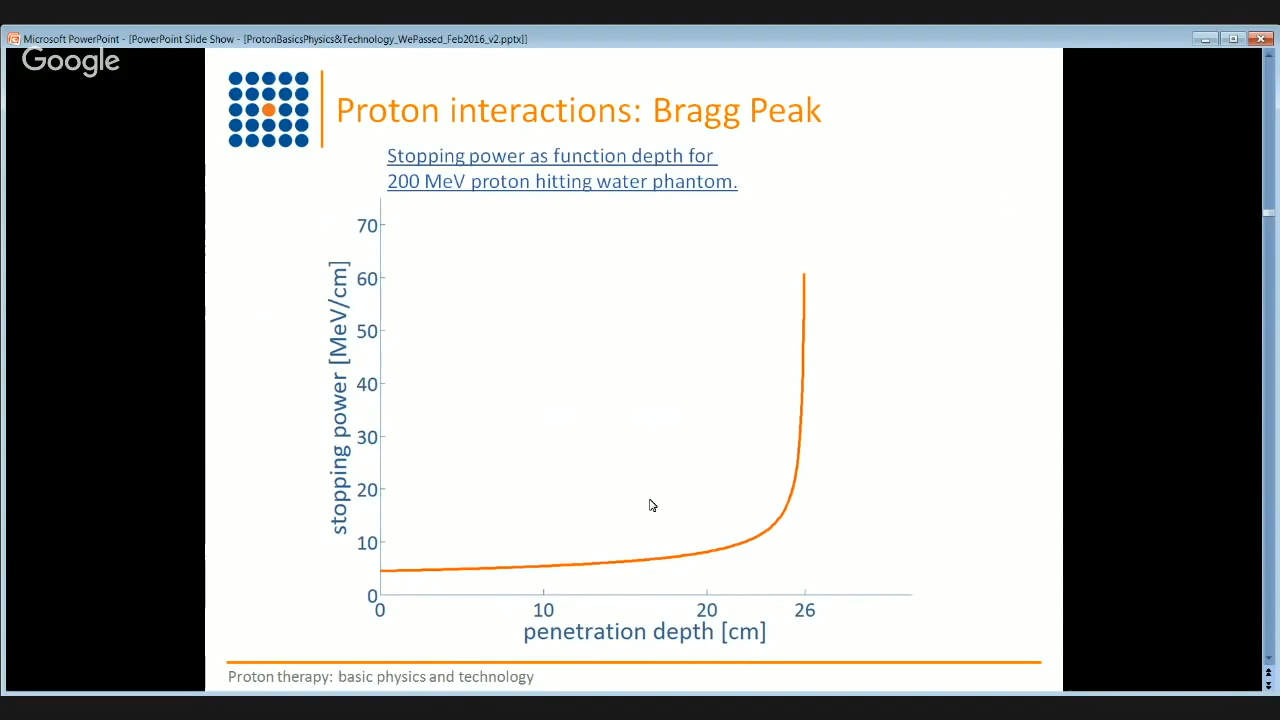 Microsoft PowerPoint - [PowerPoint Slide Show - [ProtonBasicsPhysics&Technology_WePassed_Feb2016_v2.pptx]]
Google
Proton interactions: Bragg Peak
Stopping power as function depth for
200 MeV proton hitting water phantom.
stopping power [MeV/cm]
70
60
50
40
30
20
10
0
0 10 20 26
penetration depth [cm]
Proton therapy: basic physics and technology